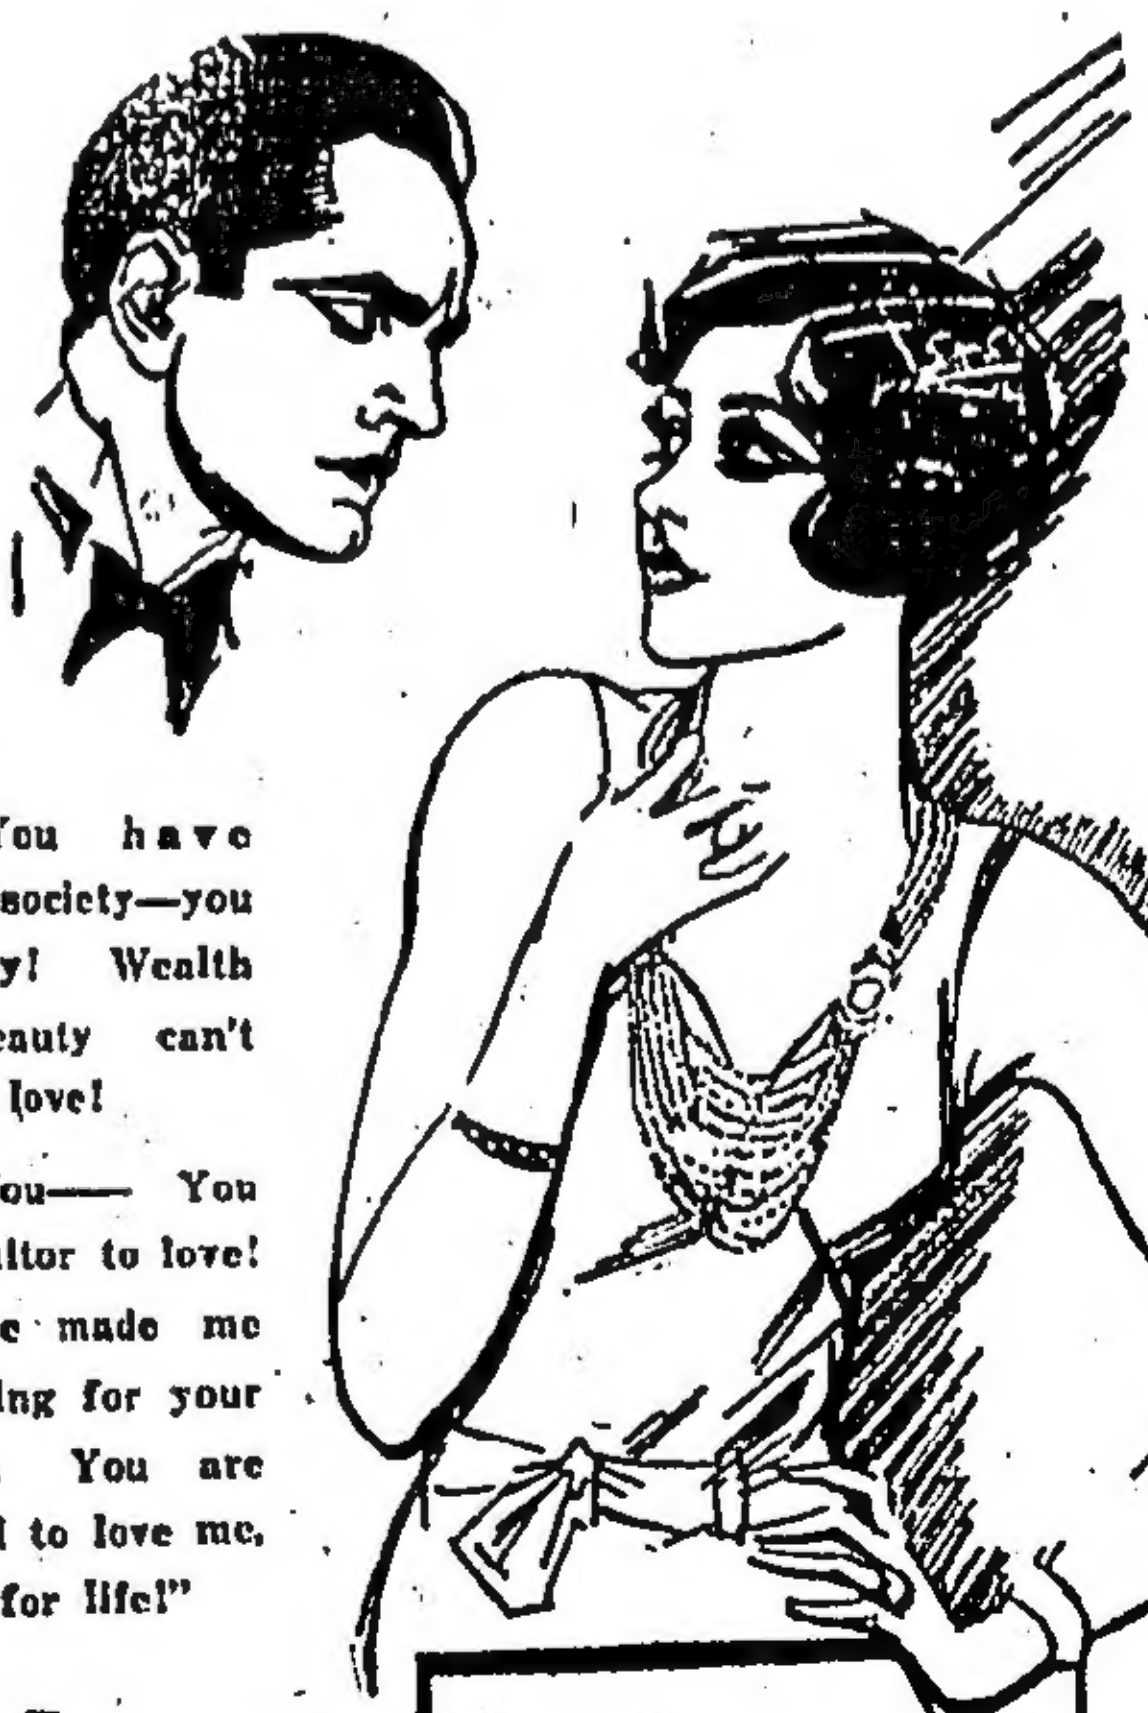 You have
society—you
y! Wealth
eauty can't
love!
ou—— You
itor to love!
e made me
ing for your
You are
to love me,
for life!"